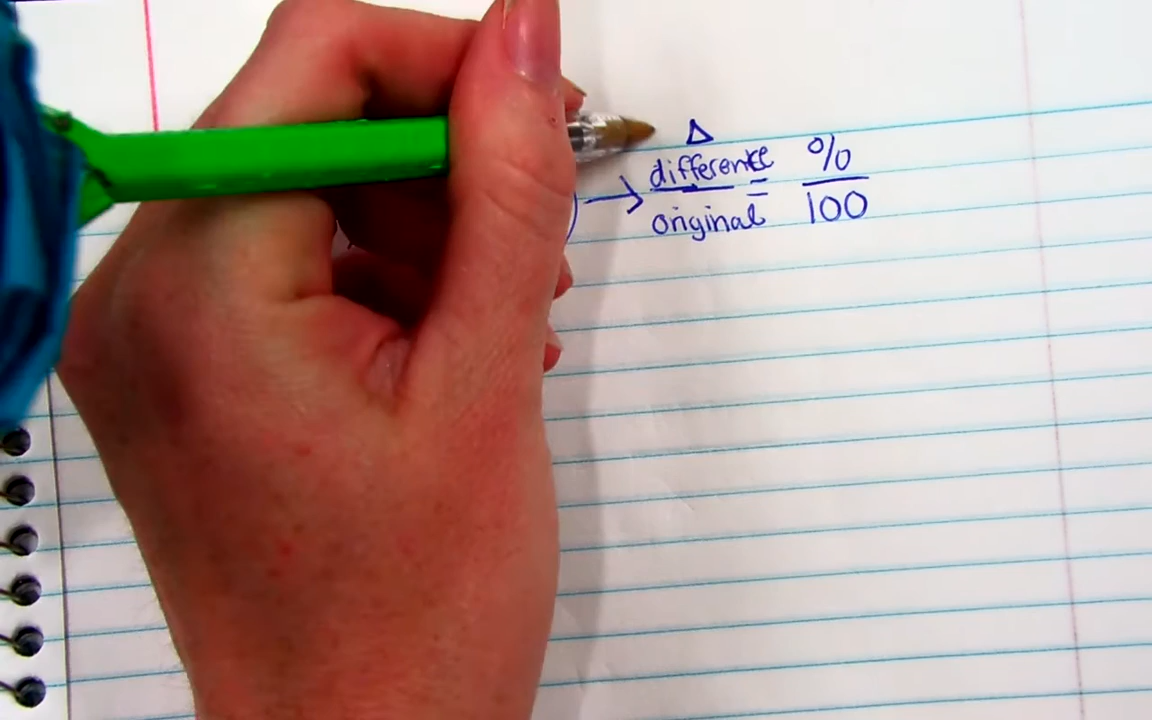 Δ
difference = %
original 100